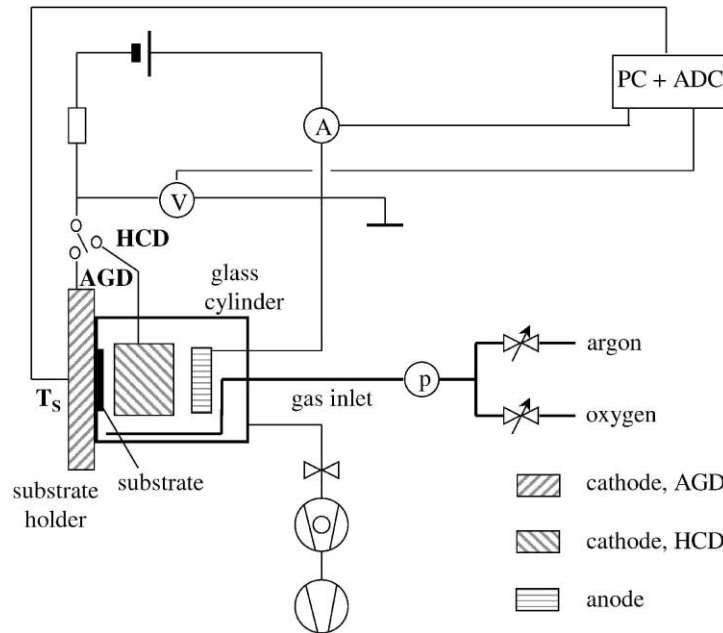 PC + ADC
A
V
HCD
AGD
glass
cylinder
p
argon
gas inlet
oxygen
T_S
substrate
substrate
holder
cathode, AGD
cathode, HCD
anode